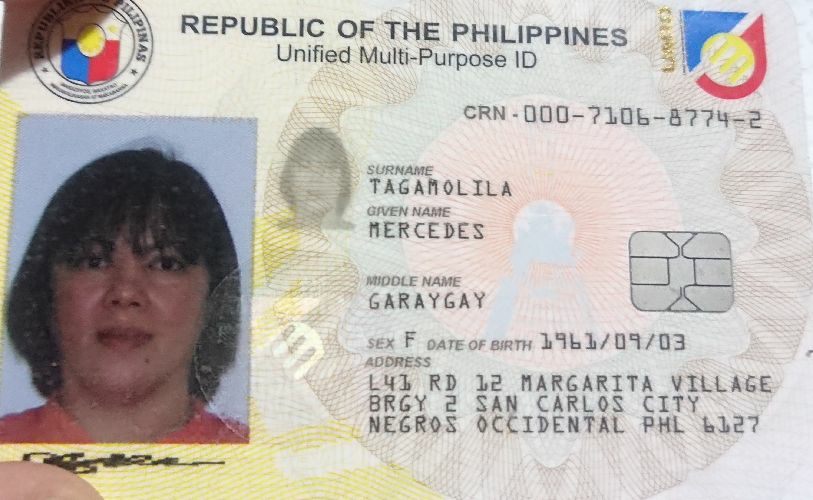 REPUBLIC OF THE PHILIPPINES
Unified Multi-Purpose ID
CRN - 000-7106-8774-2
SURNAME
TAGAMOLILA
GIVEN NAME
MERCEDES
MIDDLE NAME
GARAYGAY
SEX F DATE OF BIRTH 1961/09/03
ADDRESS
L41 RD 12 MARGARITA VILLAGE
BRGY 2 SAN CARLOS CITY
NEGROS OCCIDENTAL PHL 6127